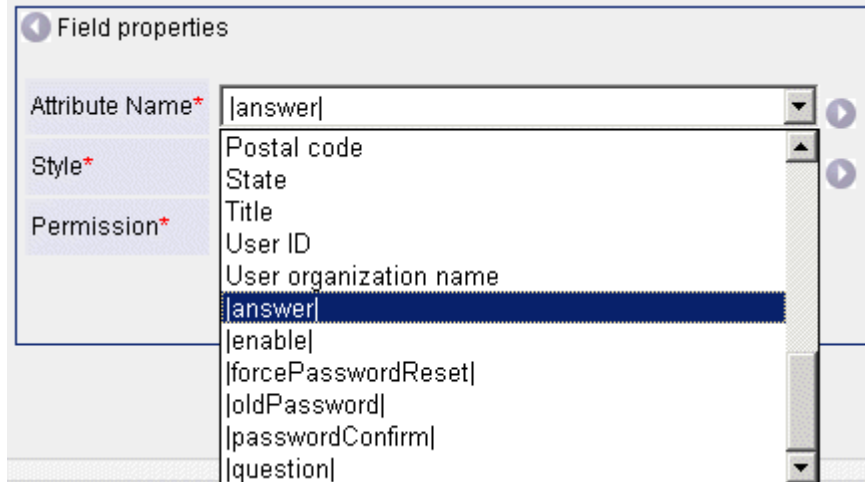 Field properties
Attribute Name* |answer|
Postal code
Style*
State
Title
Permission*
User ID
User organization name
|answer|
|enable|
|forcePasswordReset|
|oldPassword|
|passwordConfirm|
|question|